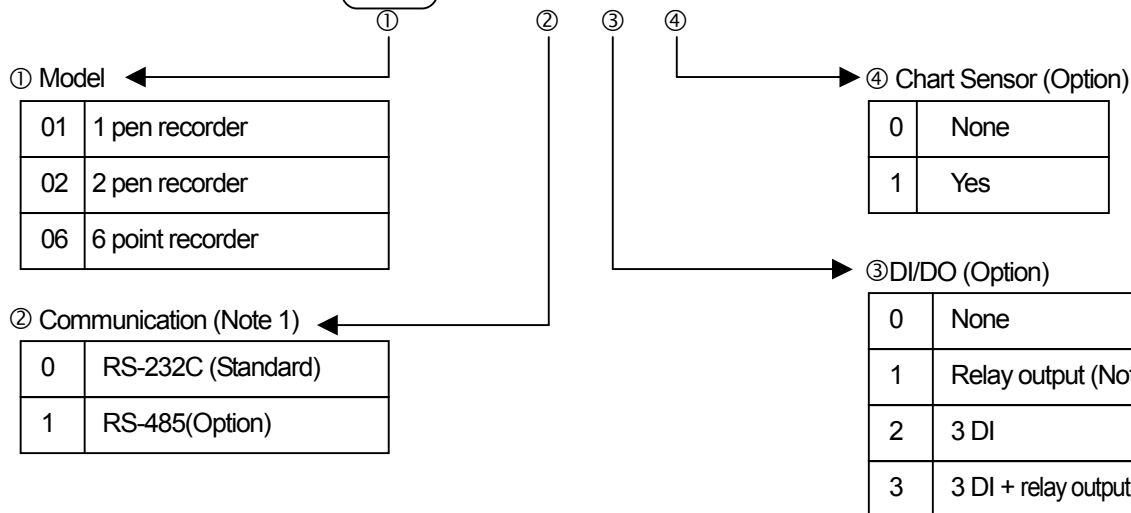 ① ② ③ ④
① Model
01 1 pen recorder
02 2 pen recorder
06 6 point recorder
② Communication (Note 1)
0 RS-232C (Standard)
1 RS-485(Option)
④ Chart Sensor (Option)
0 None
1 Yes
③DI/DO (Option)
0 None
1 Relay output
2 3 DI
3 3 DI + relay output